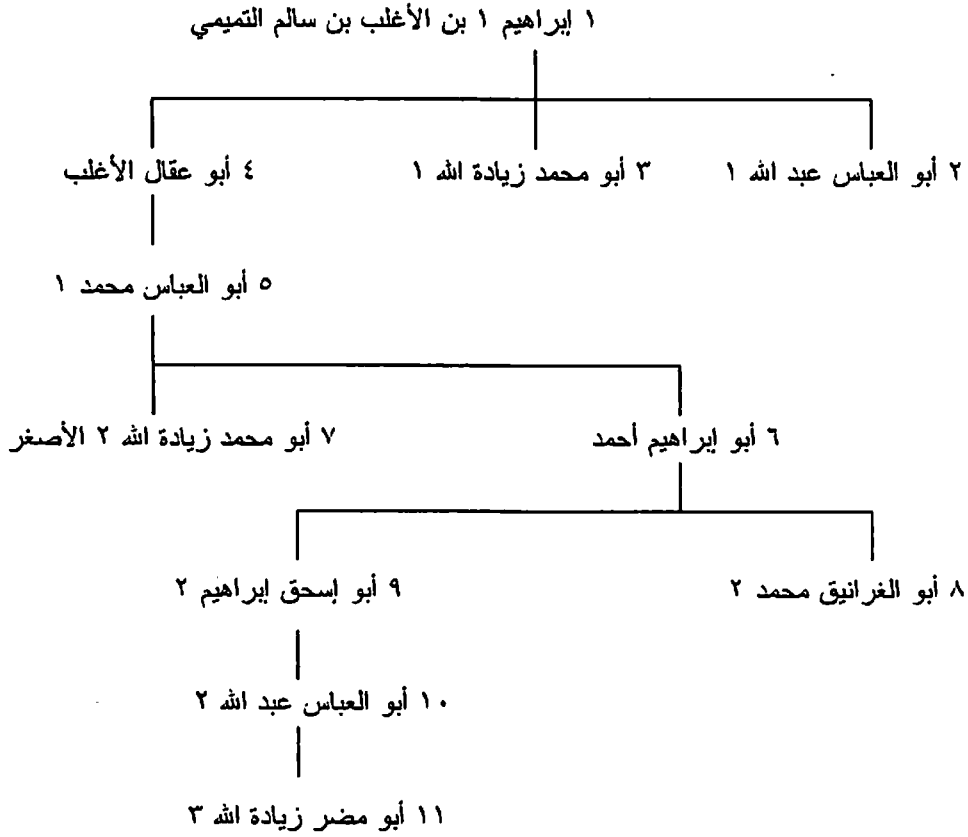 ١ إبراهيم ١ بن الأغلب بن سالم التميمي
٢ أبو العباس عبد الله ١
٣ أبو محمد زيادة الله ١
٤ أبو عقال الأغلب
٥ أبو العباس محمد ١
٦ أبو إبراهيم أحمد
٧ أبو محمد زيادة الله ٢ الأصغر
٨ أبو الغرانيق محمد ٢
٩ أبو إسحق إبراهيم ٢
١٠ أبو العباس عبد الله ٢
١١ أبو مضر زيادة الله ٣